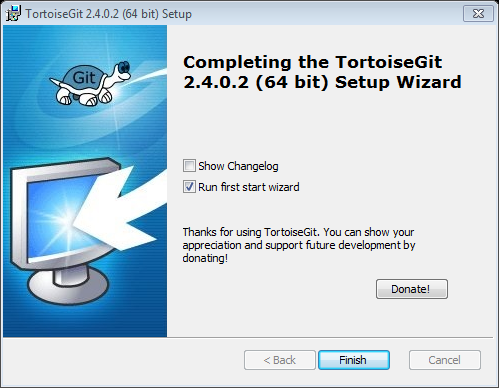 TortoiseGit 2.4.0.2 (64 bit) Setup
Git
Completing the TortoiseGit
2.4.0.2 (64 bit) Setup Wizard
Show Changelog
Run first start wizard
Thanks for using TortoiseGit. You can show your
appreciation and support future development by
donating!
Donate!
< Back
Finish
Cancel